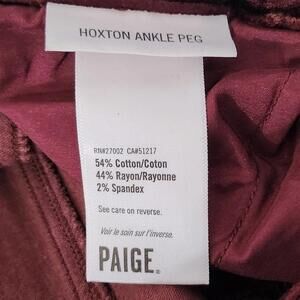 HOXTON ANKLE PEG
RN#27002 CA#51217
54% Cotton/Coton
44% Rayon/Rayonne
2% Spandex
See care on reverse.
Voir le soin sur l'inverse.
PAIGE®